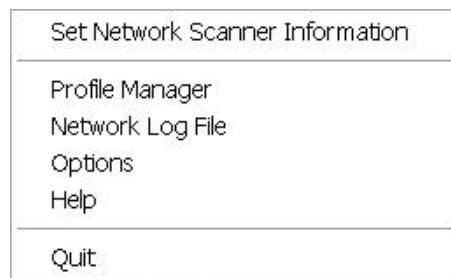 Set Network Scanner Information
Profile Manager
Network Log File
Options
Help
Quit